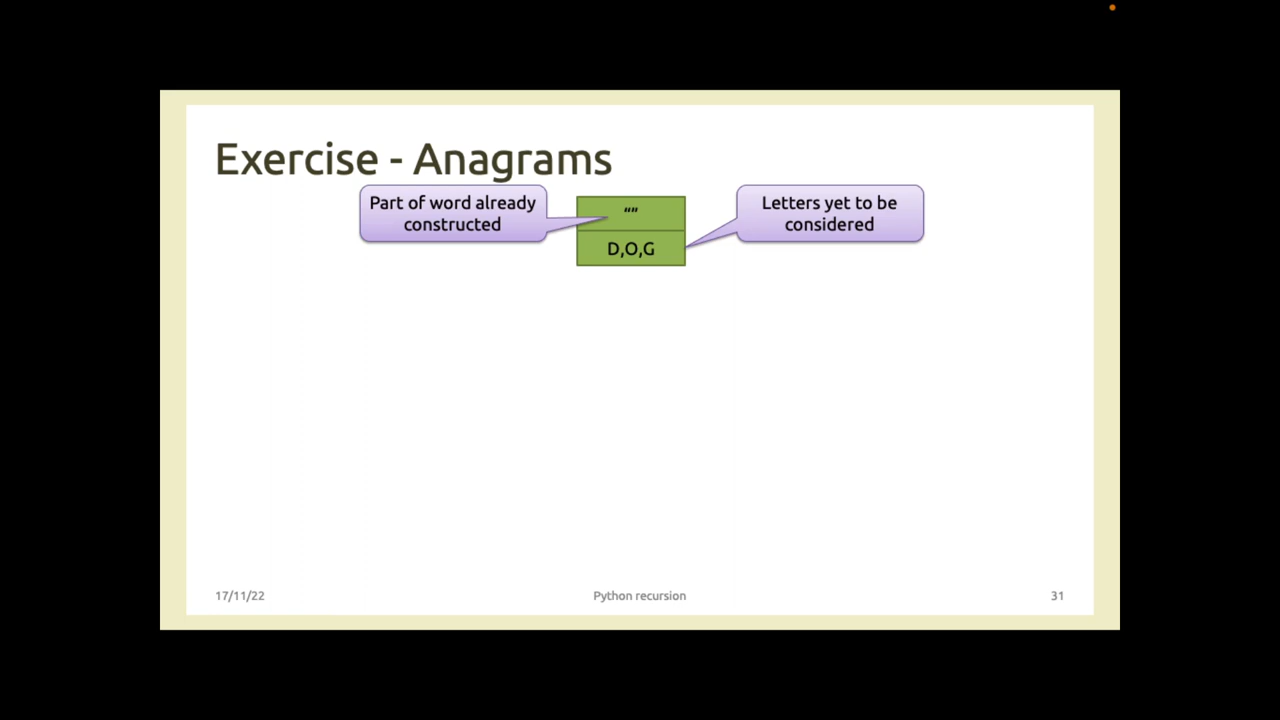 Exercise - Anagrams
Part of word already
constructed
“”
D,O,G
Letters yet to be
considered
17/11/22
Python recursion
31